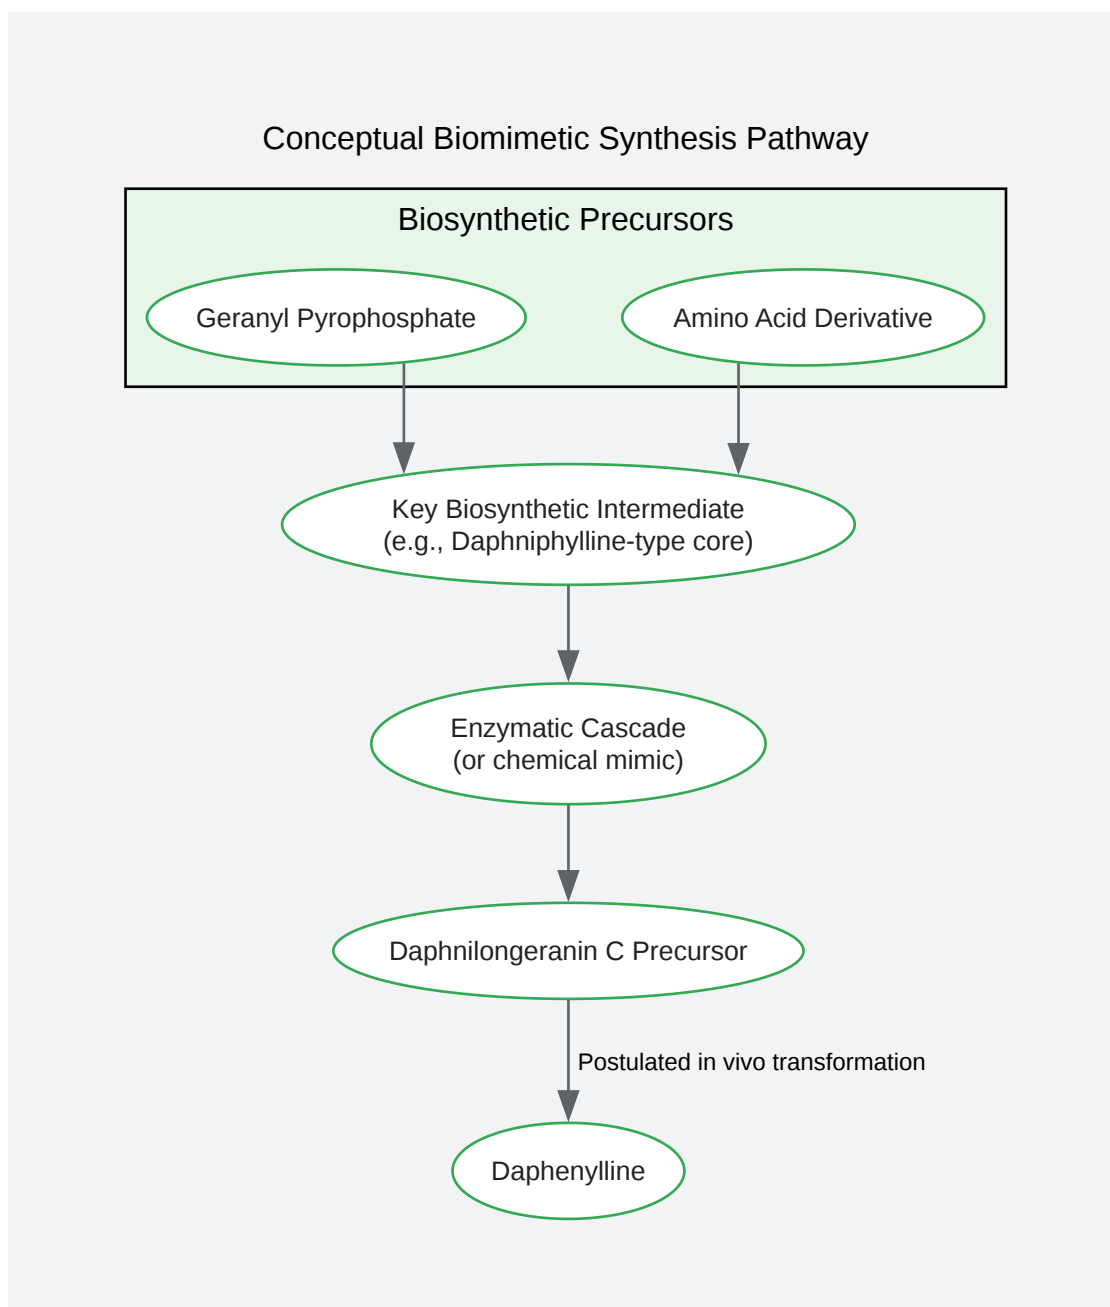 Conceptual Biomimetic Synthesis Pathway
Biosynthetic Precursors
Geranyl Pyrophosphate
Amino Acid Derivative
Key Biosynthetic Intermediate
(e.g., Daphniphylline-type core)
Enzymatic Cascade
(or chemical mimic)
Daphnilongeranin C Precursor
Postulated in vivo transformation
Daphenylline